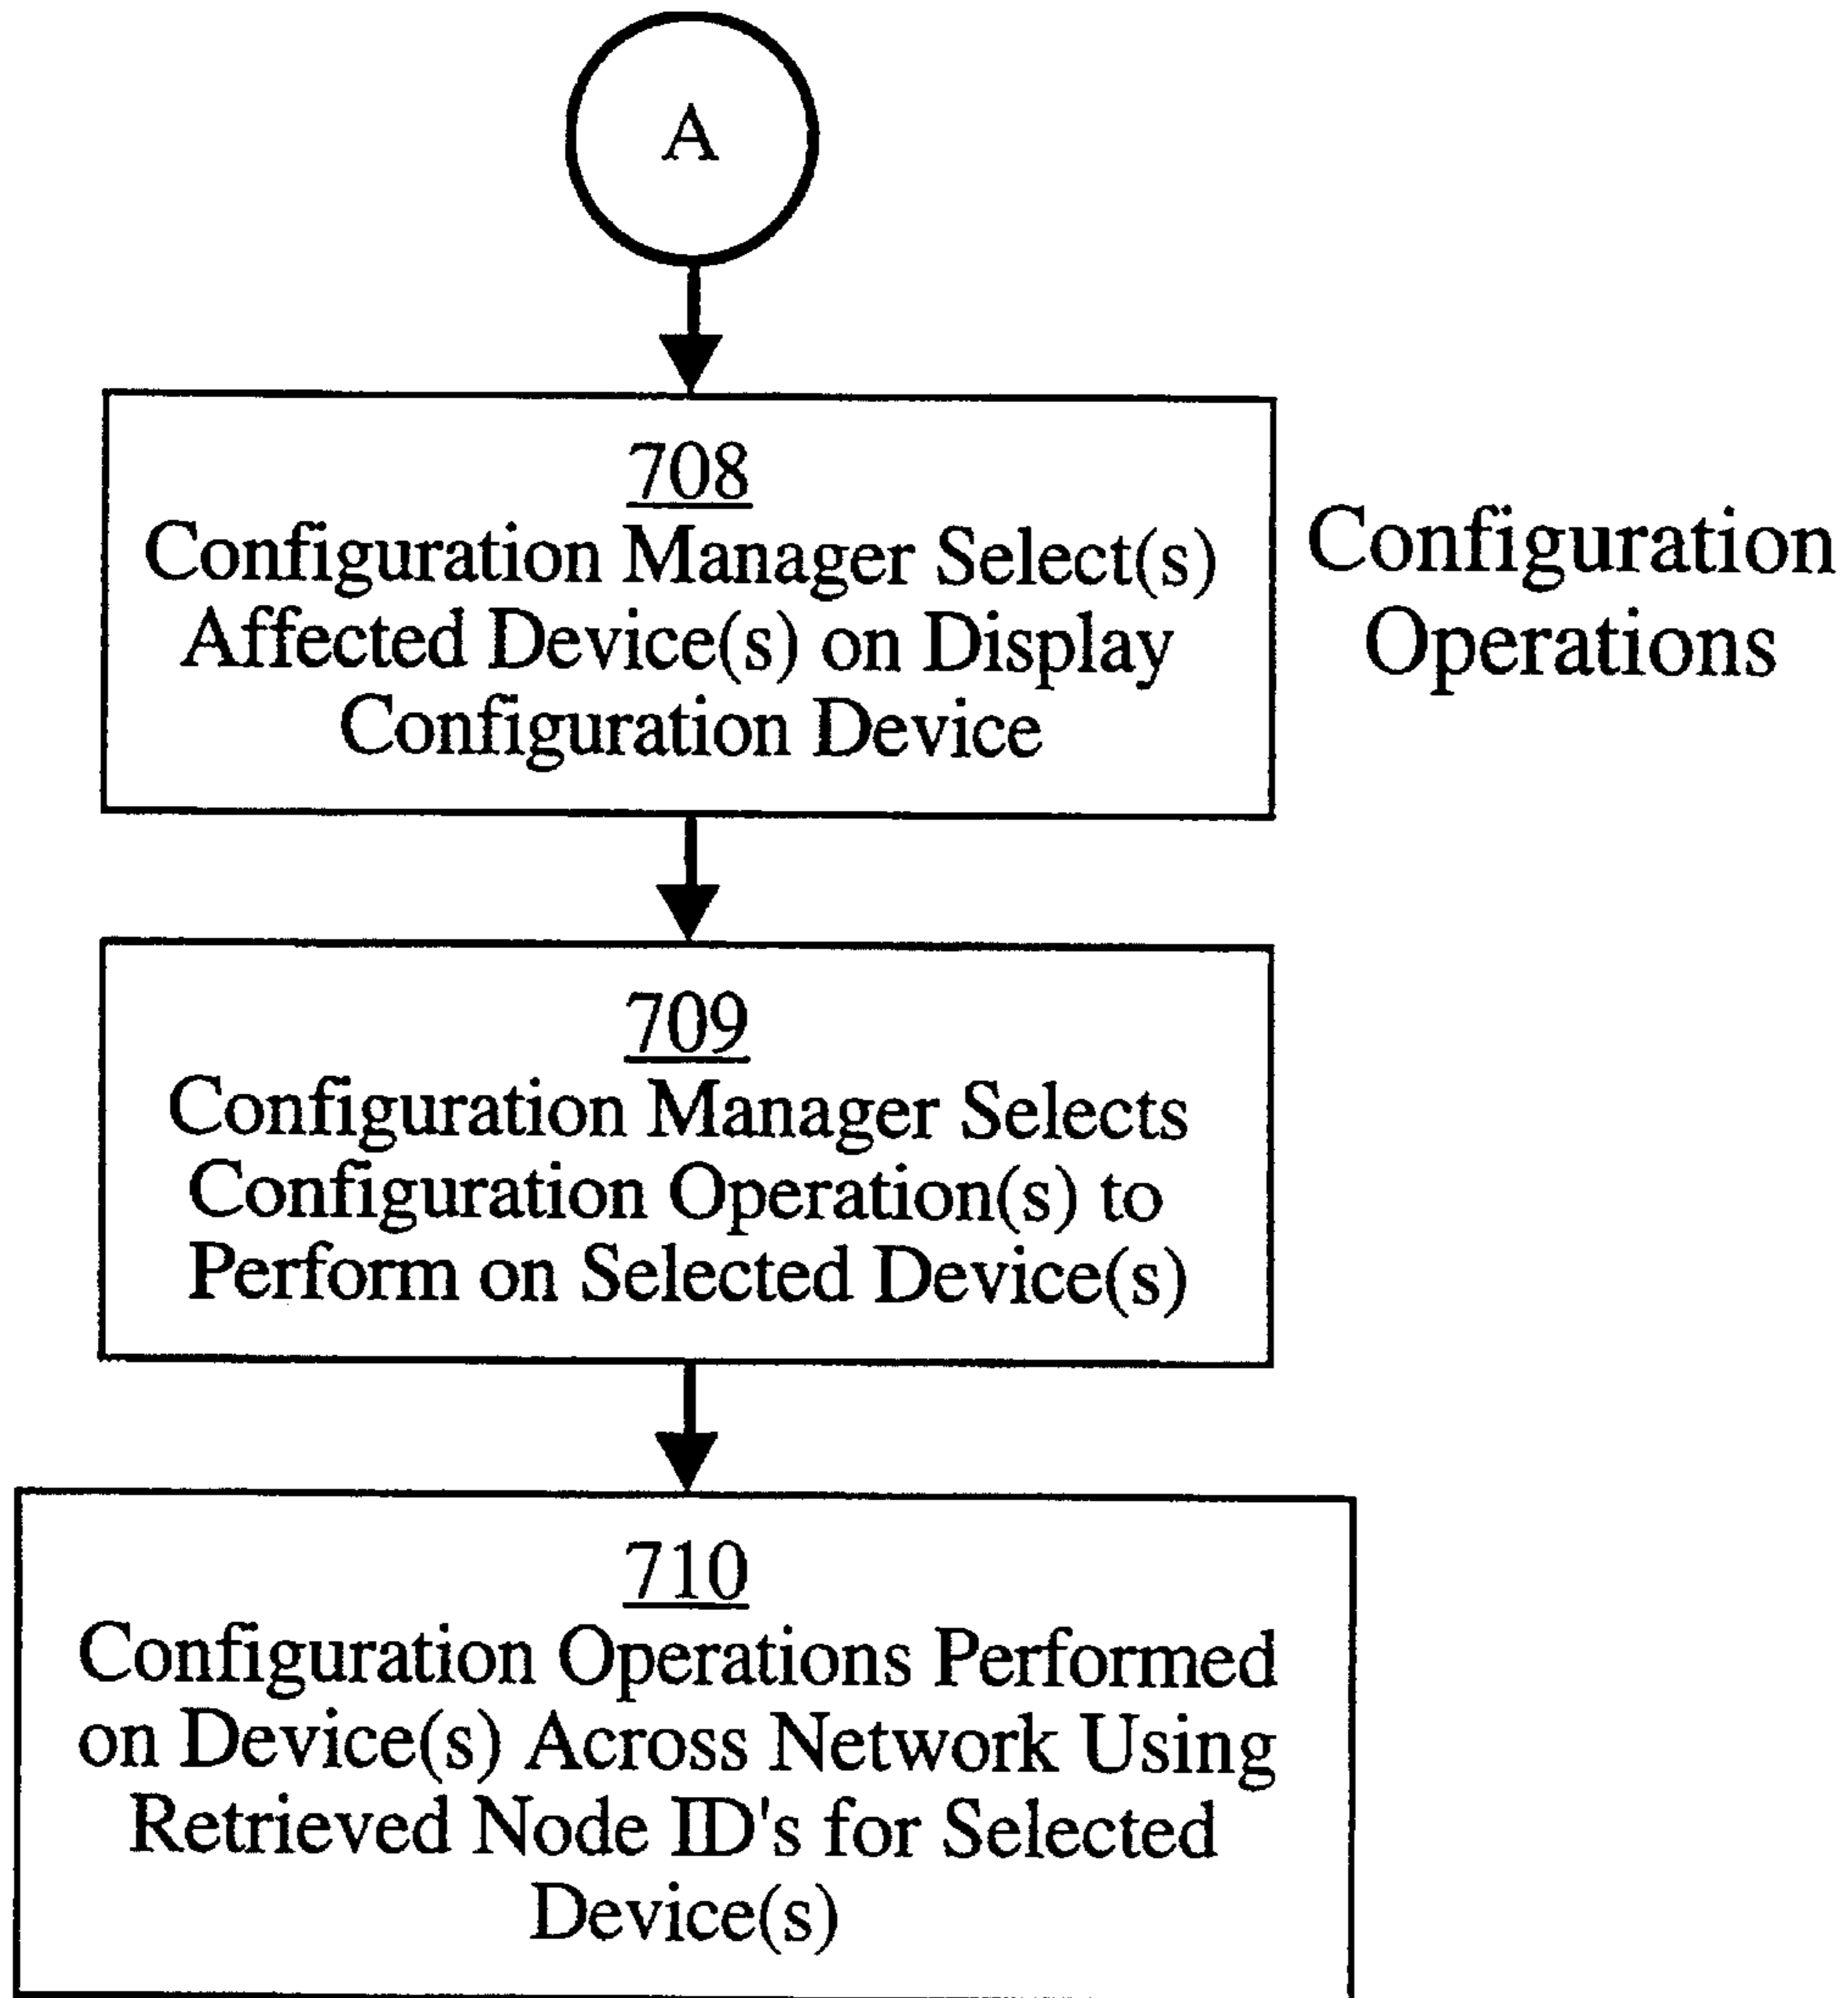 A
708
Configuration Manager Select(s)
Affected Device(s) on Display
Configuration Device
Configuration
Operations
709
Configuration Manager Selects
Configuration Operation(s) to
Perform on Selected Device(s)
710
Configuration Operations Performed
on Device(s) Across Network Using
Retrieved Node ID's for Selected
Device(s)